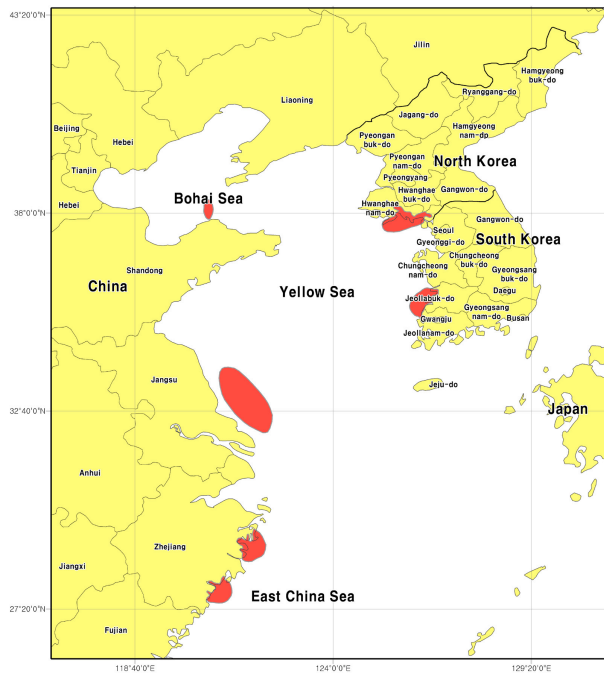 43°20'0"N
Jilin
Hamgyeong
buk-do
Liaoning
Ryanggang-do
Jagang-do
Beijing
Hebei
Pyeongan
buk-do
Hamgyeong
nam-dp
Tianjin
Pyeongan
nam-do
North Korea
Pyeongyang
Bohai Sea
Hwanghae
buk-do
Gangwon-do
Hebei
Hwanghae
nam-do
38°0'0"N
Gangwon-do
Seoul
South Korea
Gyeonggi-do
Chungcheong
buk-do
Shandong
Chungcheong
nam-do
Gyeongsang
buk-do
China
Yellow Sea
Daegu
Jeollabuk-do
Gyeongsang
nam-do
Busan
Gwangju
Jeollanam-do
Jangsu
Jeju-do
32°40'0"N
Japan
Anhui
Zhejiang
Jiangxi
East China Sea
27°20'0"N
Fujian
118°40'0"E
124°0'0"E
129°20'0"E